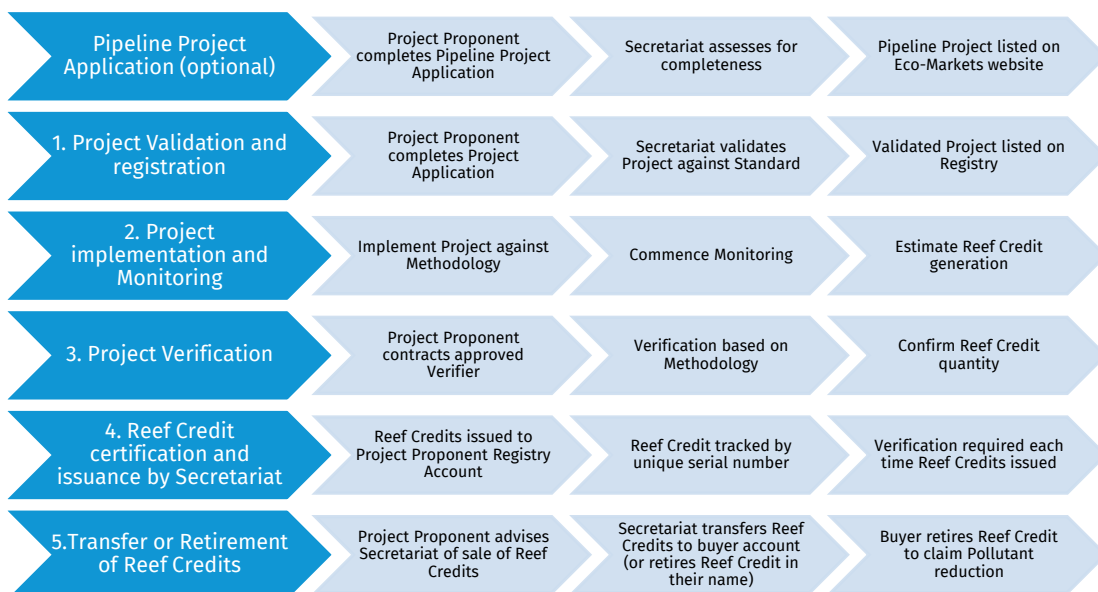 Pipeline Project
Application (optional)
Project Proponent
completes Pipeline Project
Application
Secretariat assesses for
completeness
Pipeline Project listed on
Eco-Markets website
1. Project Validation and
registration
Project Proponent
completes Project
Application
Secretariat validates
Project against Standard
Validated Project listed on
Registry
2. Project
implementation and
Monitoring
Implement Project against
Methodology
Commence Monitoring
Estimate Reef Credit
generation
3. Project Verification
Project Proponent
contracts approved
Verifier
Verification based on
Methodology
Confirm Reef Credit
quantity
4. Reef Credit
certification and
issuance by Secretariat
Reef Credits issued to
Project Proponent Registry
Account
Reef Credit tracked by
unique serial number
Verification required each
time Reef Credits issued
5.Transfer or Retirement
of Reef Credits
Project Proponent advises
Secretariat of sale of Reef
Credits
Secretariat transfers Reef
Credits to buyer account
(or retires Reef Credit in
their name)
Buyer retires Reef Credit
to claim Pollutant
reduction